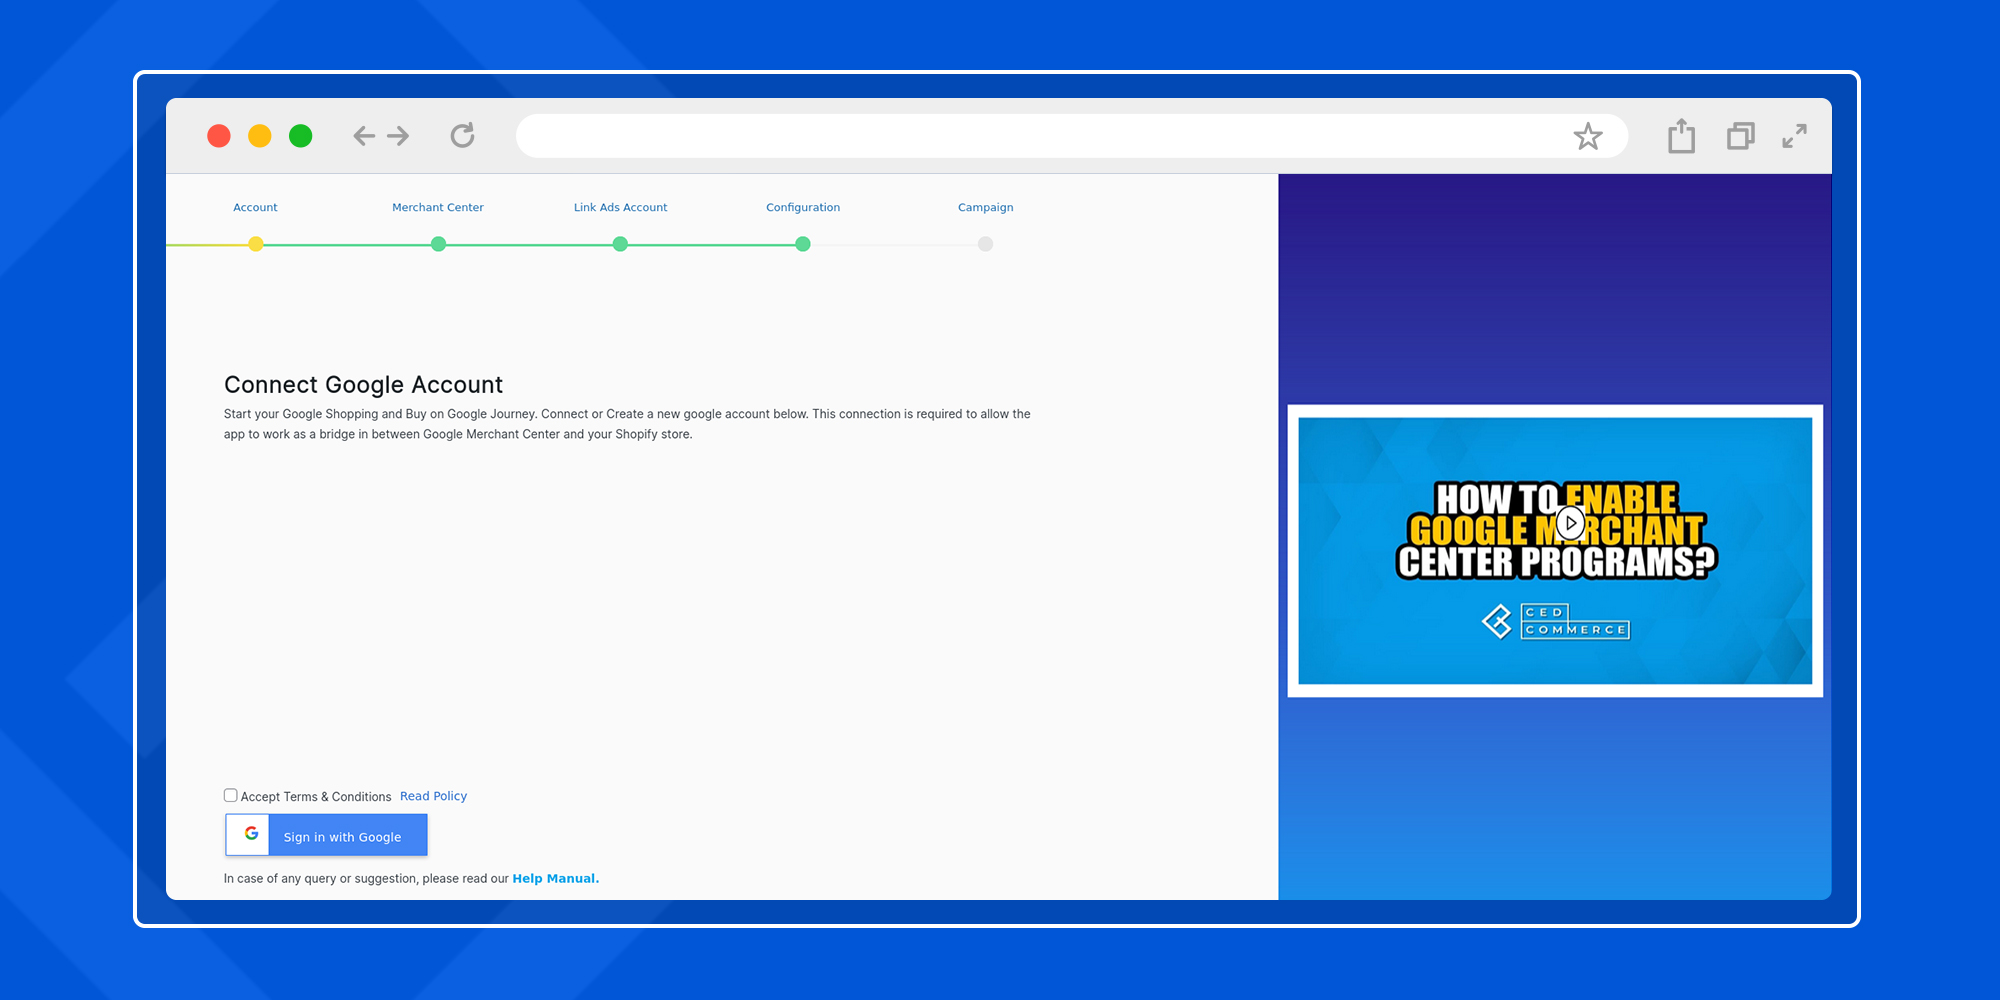 Account Merchant Center Link Ads Account Configuration Campaign
Connect Google Account
Start your Google Shopping and Buy on Google Journey. Connect or Create a new google account below. This connection is required to allow the
app to work as a bridge in between Google Merchant Center and your Shopify store.
Accept Terms & Conditions Read Policy
G Sign in with Google
In case of any query or suggestion, please read our Help Manual.
HOW TO ENABLE
GOOGLE MERCHANT
CENTER PROGRAMS?
CED
COMMERCE